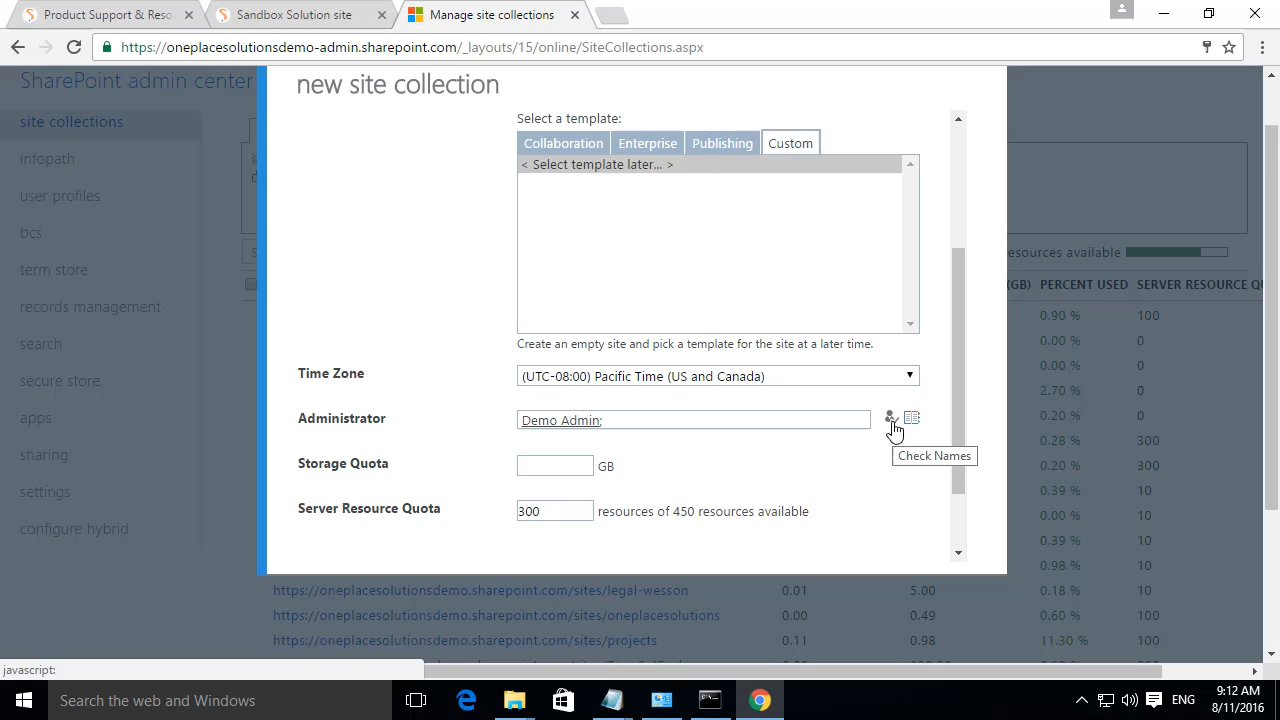 Product Support & Reso
Sandbox Solution site
Manage site collections
https://oneplacesolutionsdemo-admin.sharepoint.com/_layouts/15/online/SiteCollections.aspx
SharePoint admin center
new site collection
site collections
infopath
user profiles
bcs
term store
records management
search
secure store
apps
sharing
settings
configure hybrid
Select a template:
Collaboration Enterprise Publishing Custom
< Select template later... >
Create an empty site and pick a template for the site at a later time.
Time Zone
(UTC-08:00) Pacific Time (US and Canada)
Administrator
Demo Admin;
Check Names
Storage Quota
GB
Server Resource Quota
300 resources of 450 resources available
esources available
(GB) PERCENT USED SERVER RESOURCE QU
0.90 % 100
0.00 % 0
0.00 % 0
2.70 % 0
0.20 % 0
0.28 % 300
0.20 % 300
0.39 % 10
0.00 % 10
0.39 % 10
0.98 % 10
https://oneplacesolutionsdemo.sharepoint.com/sites/legal-wesson 0.01 5.00 0.18 % 10
https://oneplacesolutionsdemo.sharepoint.com/sites/oneplacesolutions 0.00 0.49 0.60 % 100
https://oneplacesolutionsdemo.sharepoint.com/sites/projects 0.11 0.98 11.30 % 100
javascript:
Search the web and Windows
ENG
9:12 AM
8/11/2016